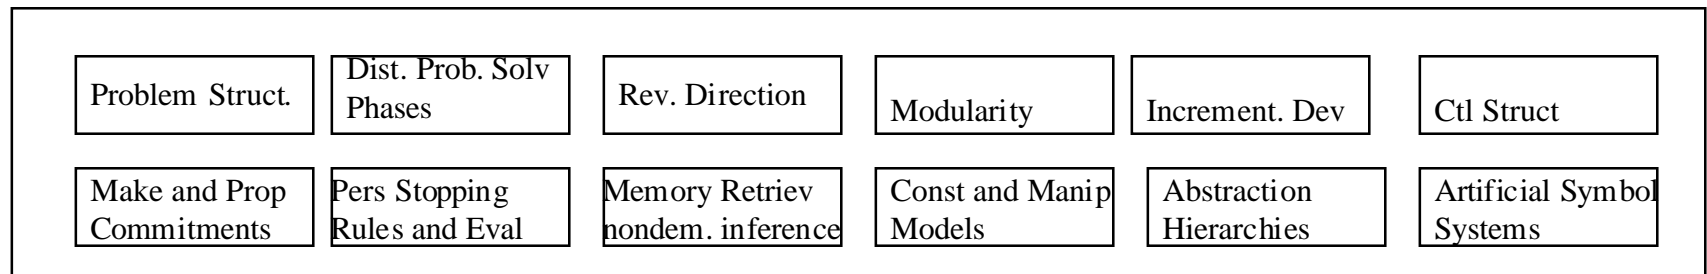 Problem Struct.
Dist. Prob. Solv
Phases
Rev. Direction
Modularity
Increment. Dev
Ctl Struct
Make and Prop
Commitments
Pers Stopping
Rules and Eval
Memory Retriev
nondem. inference
Const and Manip
Models
Abstraction
Hierarchies
Artificial Symbol
Systems